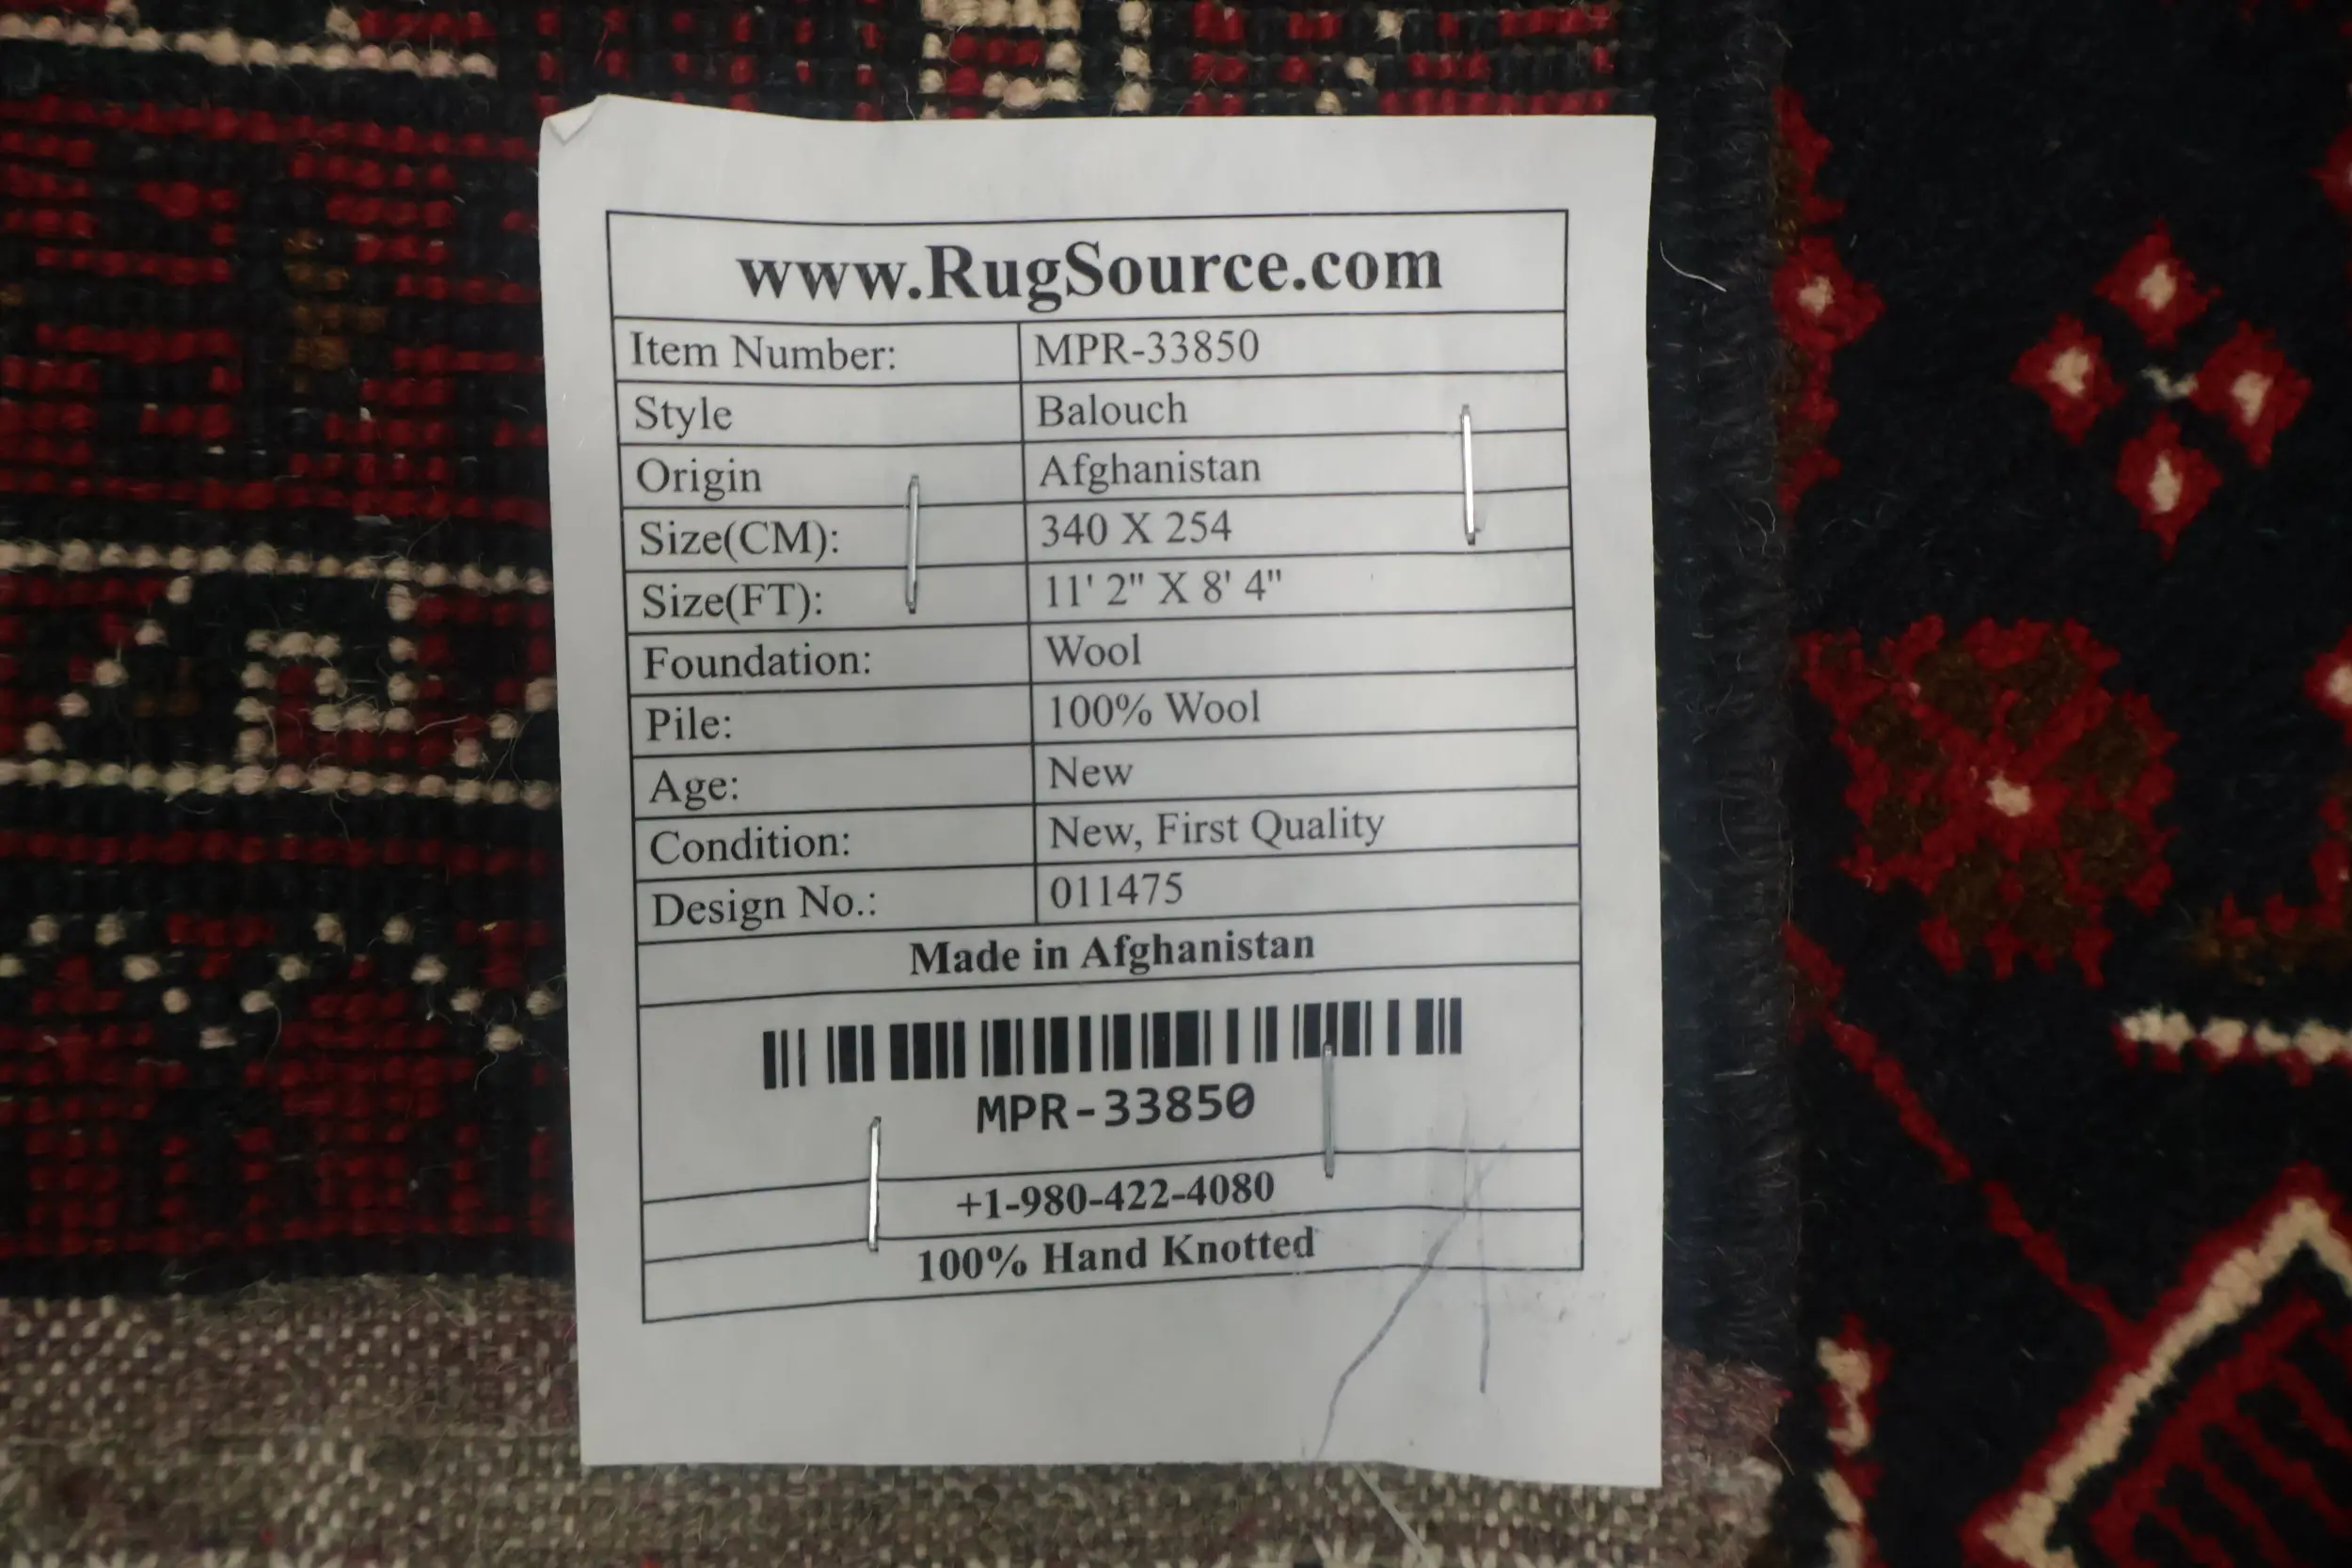 www.RugSource.com
Item Number: MPR-33850
Style Balouch
Origin Afghanistan
Size(CM): 340 X 254
Size(FT): 11' 2" X 8' 4"
Foundation: Wool
Pile: 100% Wool
Age: New
Condition: New, First Quality
Design No.: 011475
Made in Afghanistan
MPR-33850
+1-980-422-4080
100% Hand Knotted